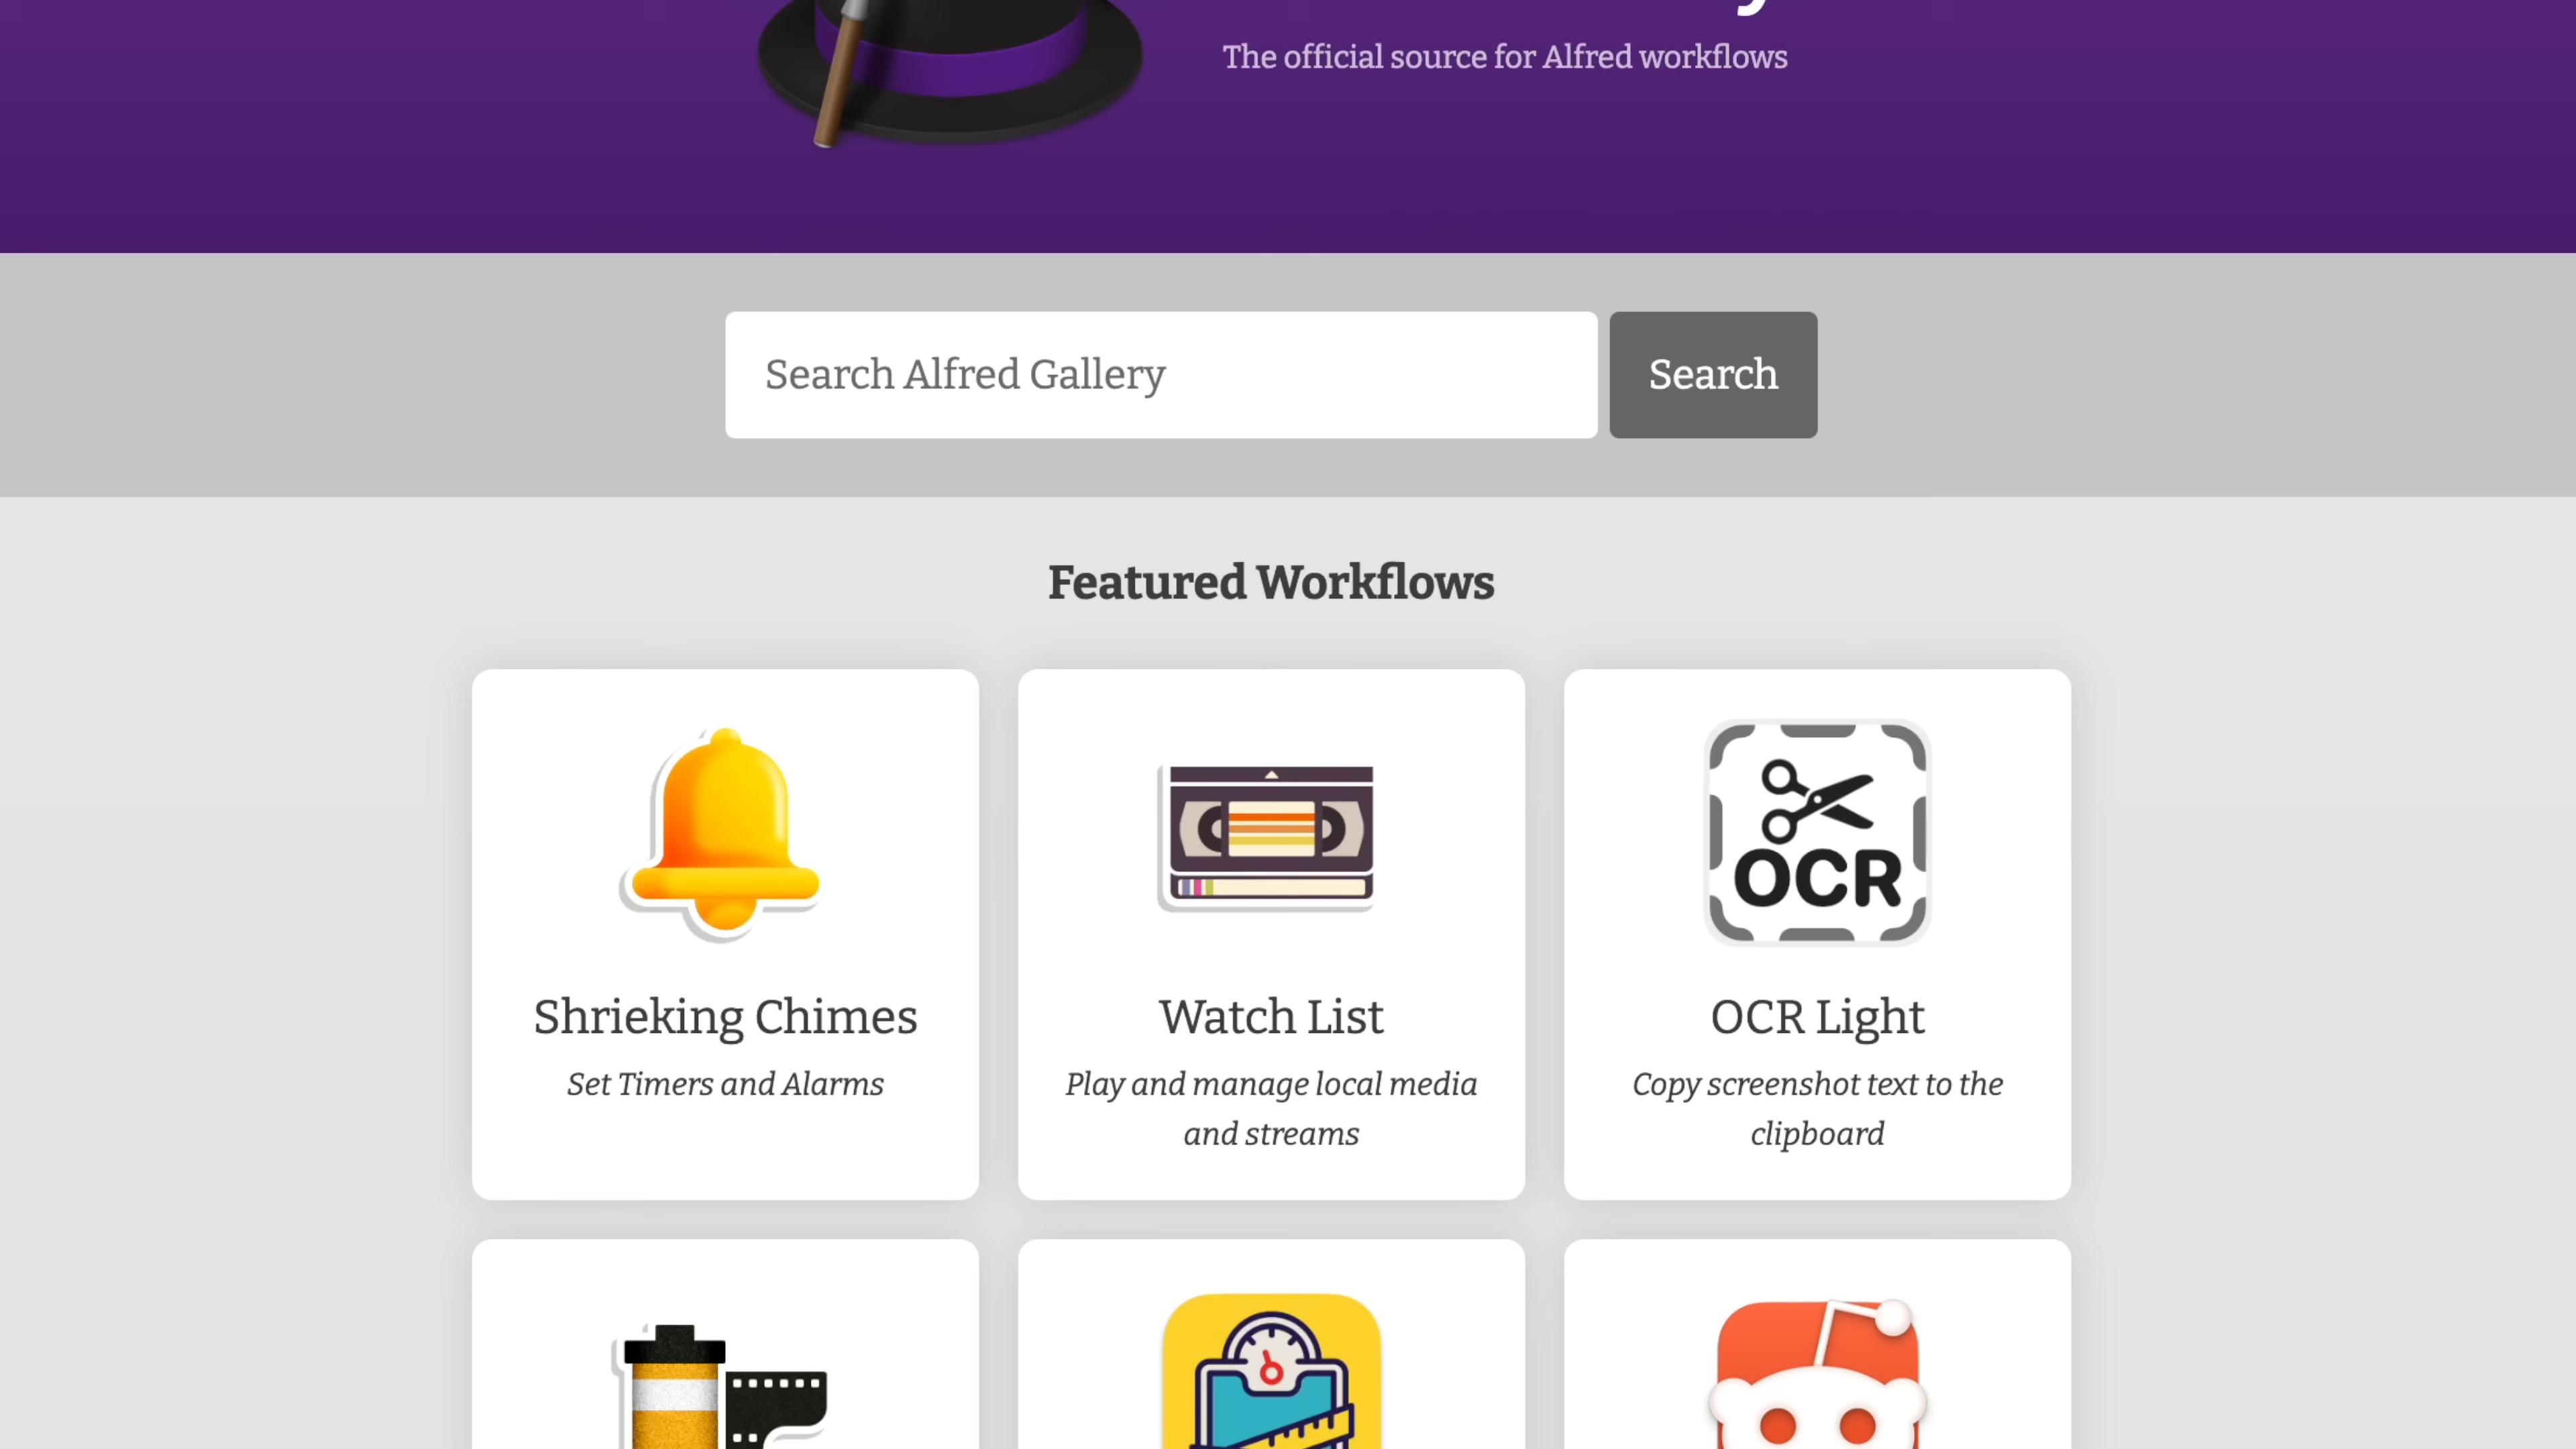 The official source for Alfred workflows
Search Alfred Gallery
Search
Featured Workflows
OCR
Shrieking Chimes
Set Timers and Alarms
Watch List
Play and manage local media
and streams
OCR Light
Copy screenshot text to the
clipboard